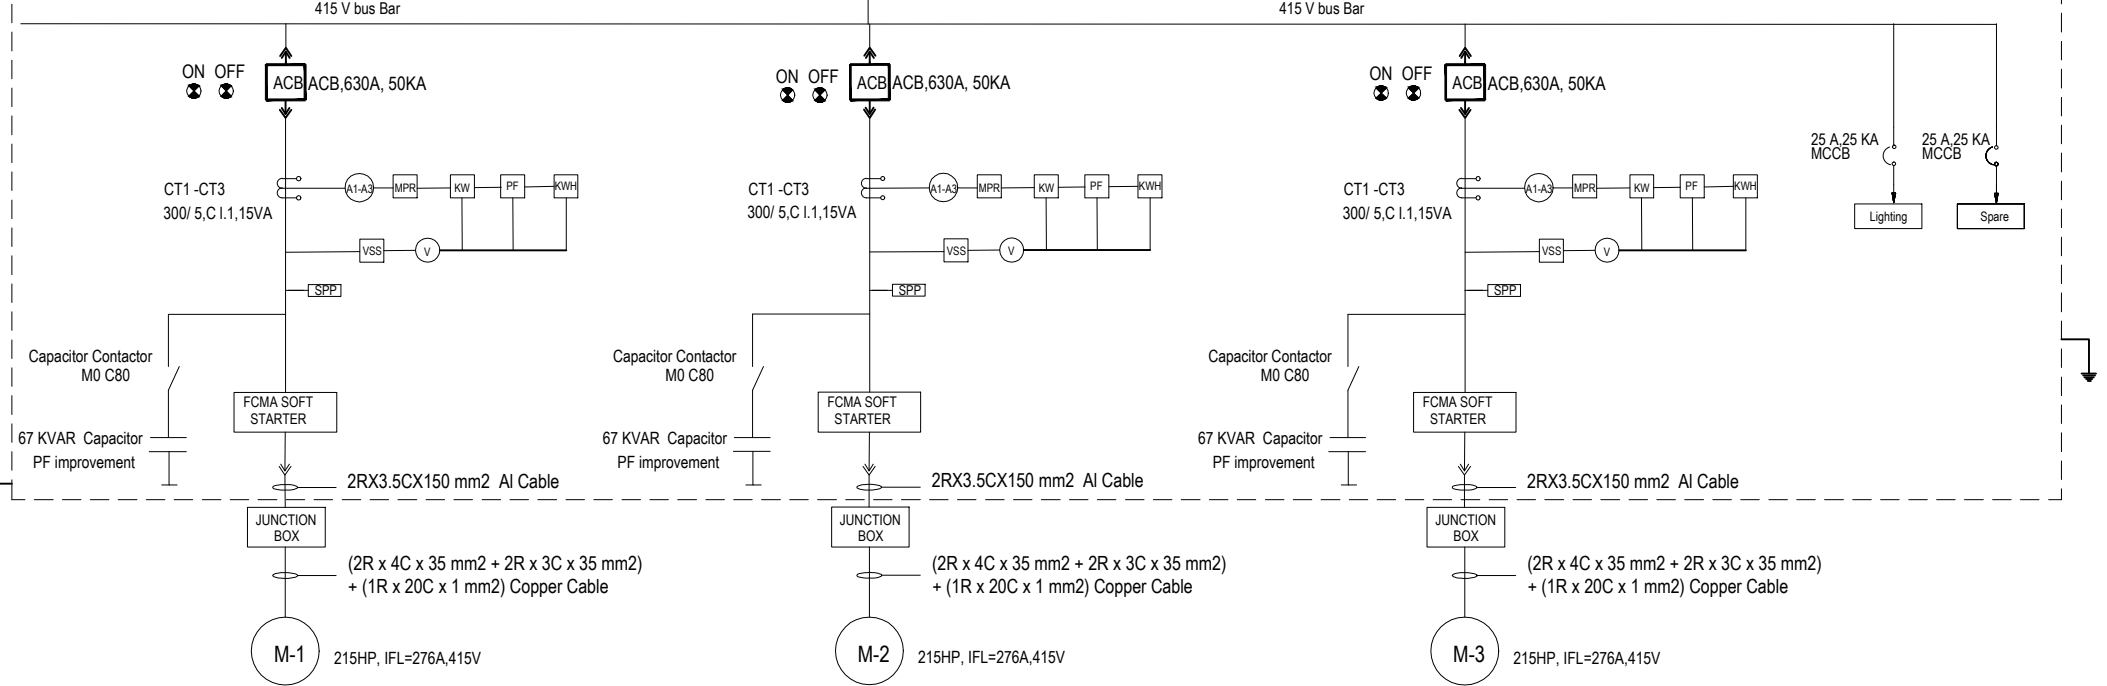 415 V bus Bar
415 V bus Bar
ON OFF
ACB
ACB,630A, 50KA
ON OFF
ACB
ACB,630A, 50KA
ON OFF
ACB
ACB,630A, 50KA
25 A,25 KA
MCCB
25 A,25 KA
MCCB
CT1 -CT3
300/ 5,C l.1,15VA
A1-A3
MPR
KW
PF
KWH
CT1 -CT3
300/ 5,C l.1,15VA
A1-A3
MPR
KW
PF
KWH
CT1 -CT3
300/ 5,C l.1,15VA
A1-A3
MPR
KW
PF
KWH
Lighting
Spare
VSS
V
VSS
V
VSS
V
SPP
SPP
SPP
Capacitor Contactor
M0 C80
Capacitor Contactor
M0 C80
Capacitor Contactor
M0 C80
FCMA SOFT
STARTER
FCMA SOFT
STARTER
FCMA SOFT
STARTER
67 KVAR Capacitor
PF improvement
67 KVAR Capacitor
PF improvement
67 KVAR Capacitor
PF improvement
2RX3.5CX150 mm2 Al Cable
2RX3.5CX150 mm2 Al Cable
2RX3.5CX150 mm2 Al Cable
JUNCTION
BOX
JUNCTION
BOX
JUNCTION
BOX
(2R x 4C x 35 mm2 + 2R x 3C x 35 mm2)
+ (1R x 20C x 1 mm2) Copper Cable
(2R x 4C x 35 mm2 + 2R x 3C x 35 mm2)
+ (1R x 20C x 1 mm2) Copper Cable
(2R x 4C x 35 mm2 + 2R x 3C x 35 mm2)
+ (1R x 20C x 1 mm2) Copper Cable
M-1
215HP, IFL=276A,415V
M-2
215HP, IFL=276A,415V
M-3
215HP, IFL=276A,415V